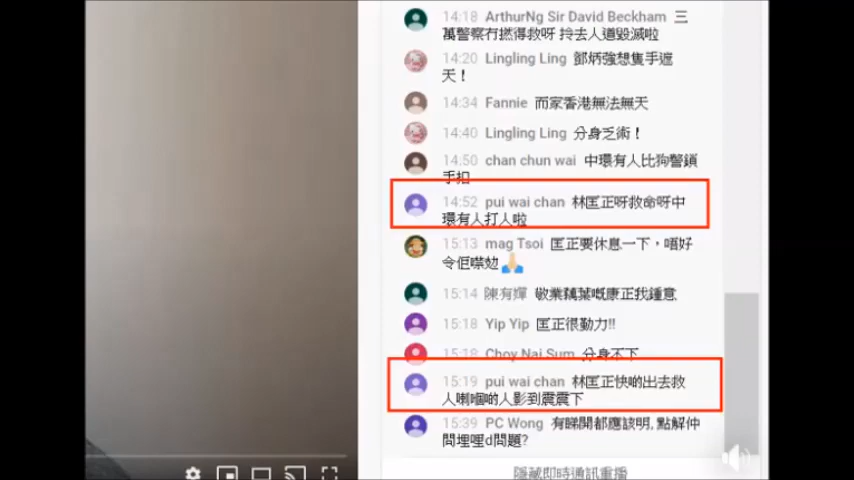 14:18 ArthurNg Sir David Beckham 三
萬警察冇撚得救呀 拎去人道毀滅啦
14:20 Lingling Ling 鄧炳強想隻手遮
天！
14:34 Fannie 而家香港無法無天
14:40 Lingling Ling 分身乏術！
14:50 chan chun wai 中環有人比狗警鎖
手扣
14:52 pui wai chan 林匡正呀救命呀中
環有人打人啦
15:13 mag Tsoi 匡正要休息一下，唔好
令佢噤攰🙏
15:14 陳有嬋 敬業藕葉嘅康正我鍾意
15:18 Yip Yip 匡正很勤力!!
15:18 Choy Nai Sum 分身不下
15:19 pui wai chan 林匡正快啲出去救
人喇嗰啲人影到震震下
15:39 PC Wong 有睇開都應該明, 點解仲
問埋哩d問題?
隱藏即時通訊重播